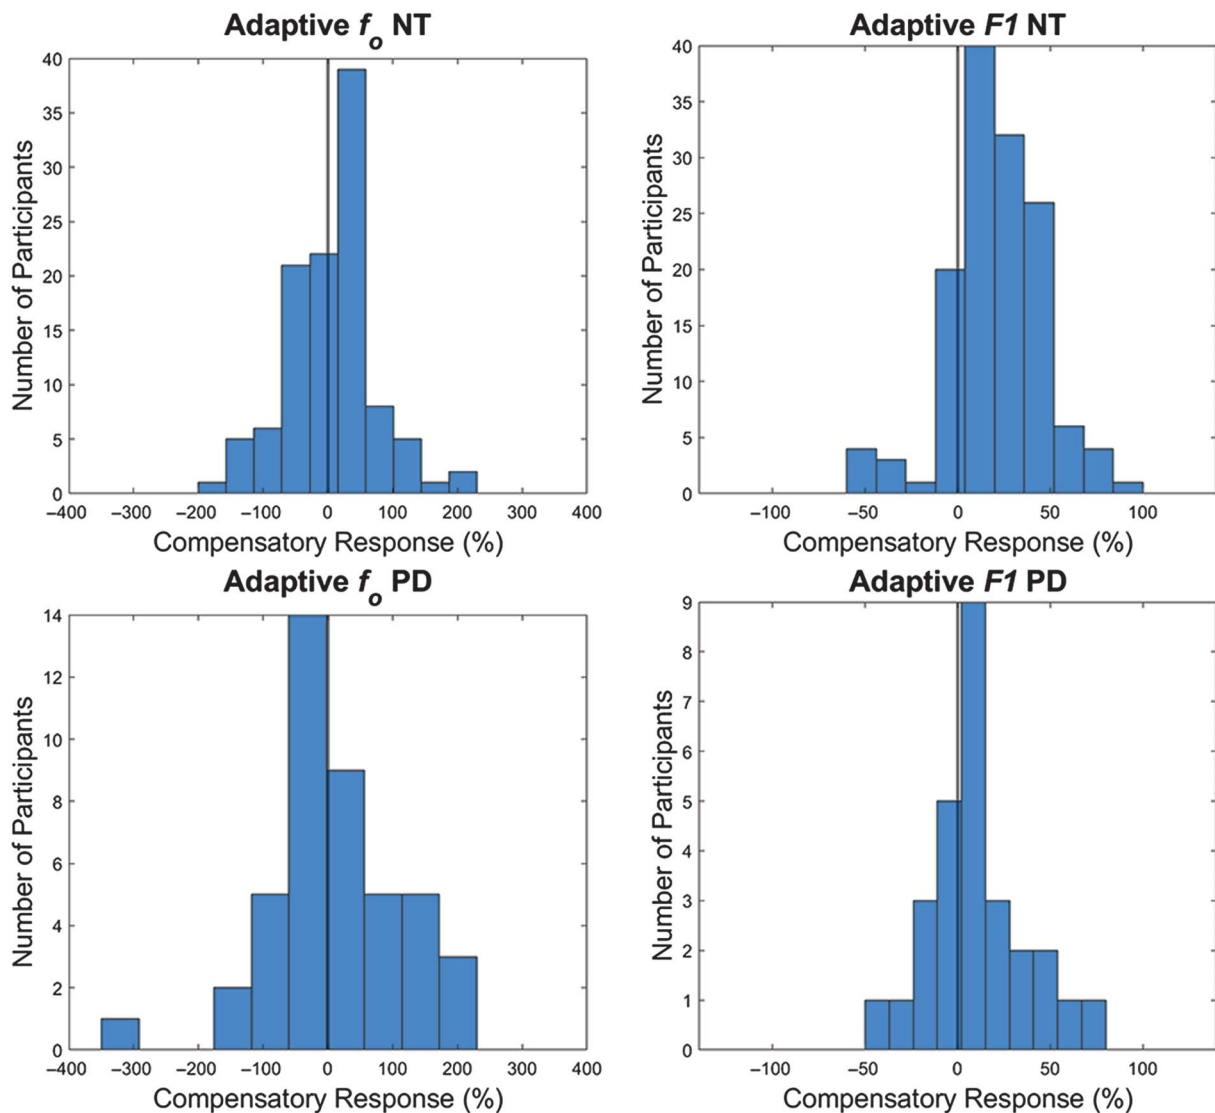 Adaptive fo NT
40
35
30
25
20
15
10
5
0
Number of Participants
−400 −300 −200 −100 0 100 200 300 400
Compensatory Response (%)
Adaptive F1 NT
40
35
30
25
20
15
10
5
0
Number of Participants
−100 −50 0 50 100
Compensatory Response (%)
Adaptive fo PD
14
12
10
8
6
4
2
0
Number of Participants
−400 −300 −200 −100 0 100 200 300 400
Compensatory Response (%)
Adaptive F1 PD
9
8
7
6
5
4
3
2
1
0
Number of Participants
−100 −50 0 50 100
Compensatory Response (%)